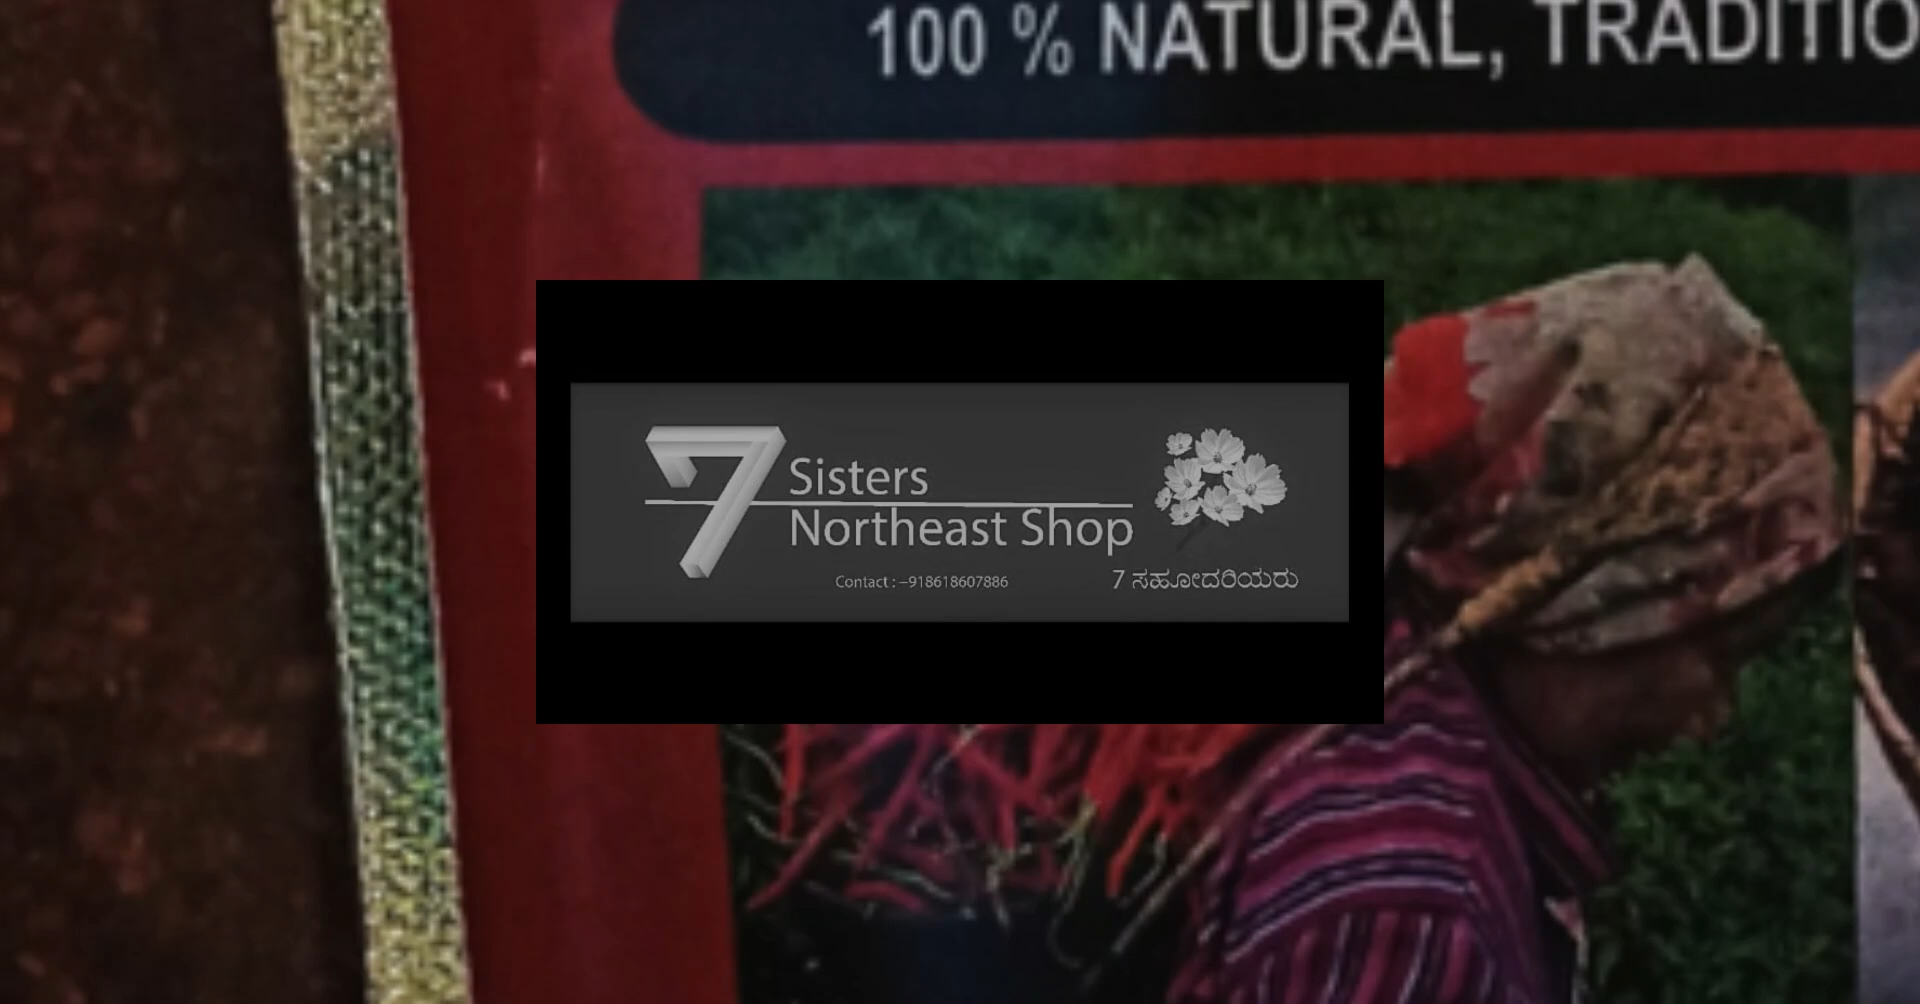 100 % NATURAL, TRADITIO
7 Sisters
Northeast Shop
Contact : –918618607886
7 ಸಹೋದರಿಯರು